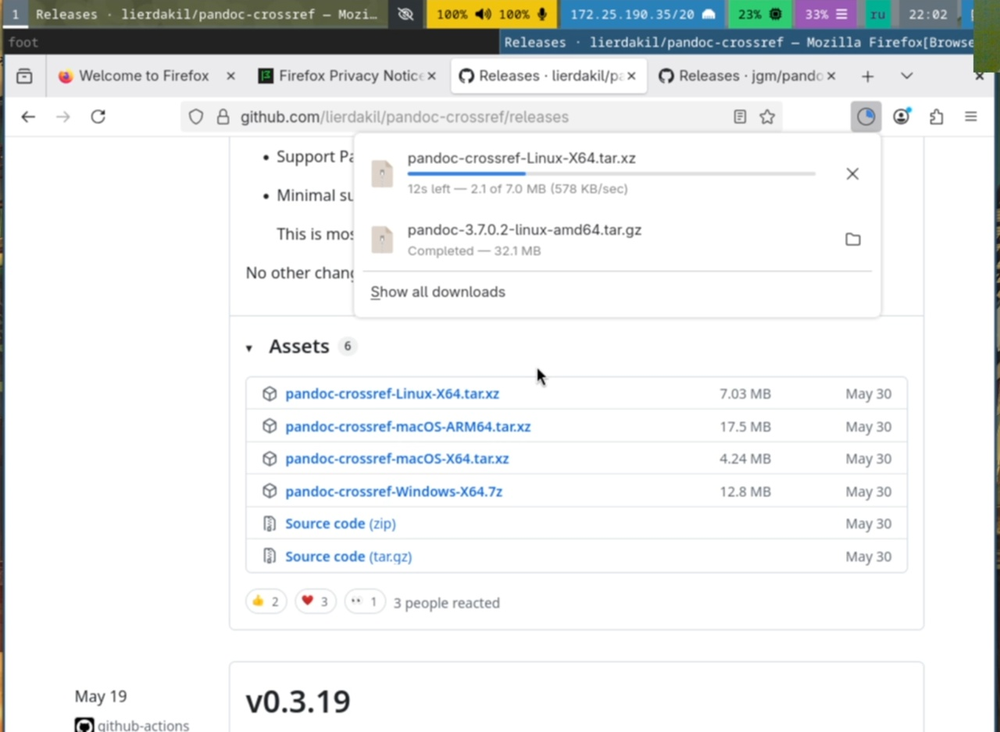 1 Releases · lierdakil/pandoc-crossref — Mozi… 100% 100% 172.25.190.35/20 23% 33% ru 22:02
foot Releases · lierdakil/pandoc-crossref — Mozilla Firefox[Browse
Welcome to Firefox Firefox Privacy Notice Releases · lierdakil/pa Releases · jgm/pando
github.com/lierdakil/pandoc-crossref/releases
Support Pa
pandoc-crossref-Linux-X64.tar.xz
12s left — 2.1 of 7.0 MB (578 KB/sec)
Minimal su
This is mos
pandoc-3.7.0.2-linux-amd64.tar.gz
Completed — 32.1 MB
No other chang
Show all downloads
Assets 6
pandoc-crossref-Linux-X64.tar.xz 7.03 MB May 30
pandoc-crossref-macOS-ARM64.tar.xz 17.5 MB May 30
pandoc-crossref-macOS-X64.tar.xz 4.24 MB May 30
pandoc-crossref-Windows-X64.7z 12.8 MB May 30
Source code (zip) May 30
Source code (tar.gz) May 30
2 3 1 3 people reacted
May 19
v0.3.19
github-actions